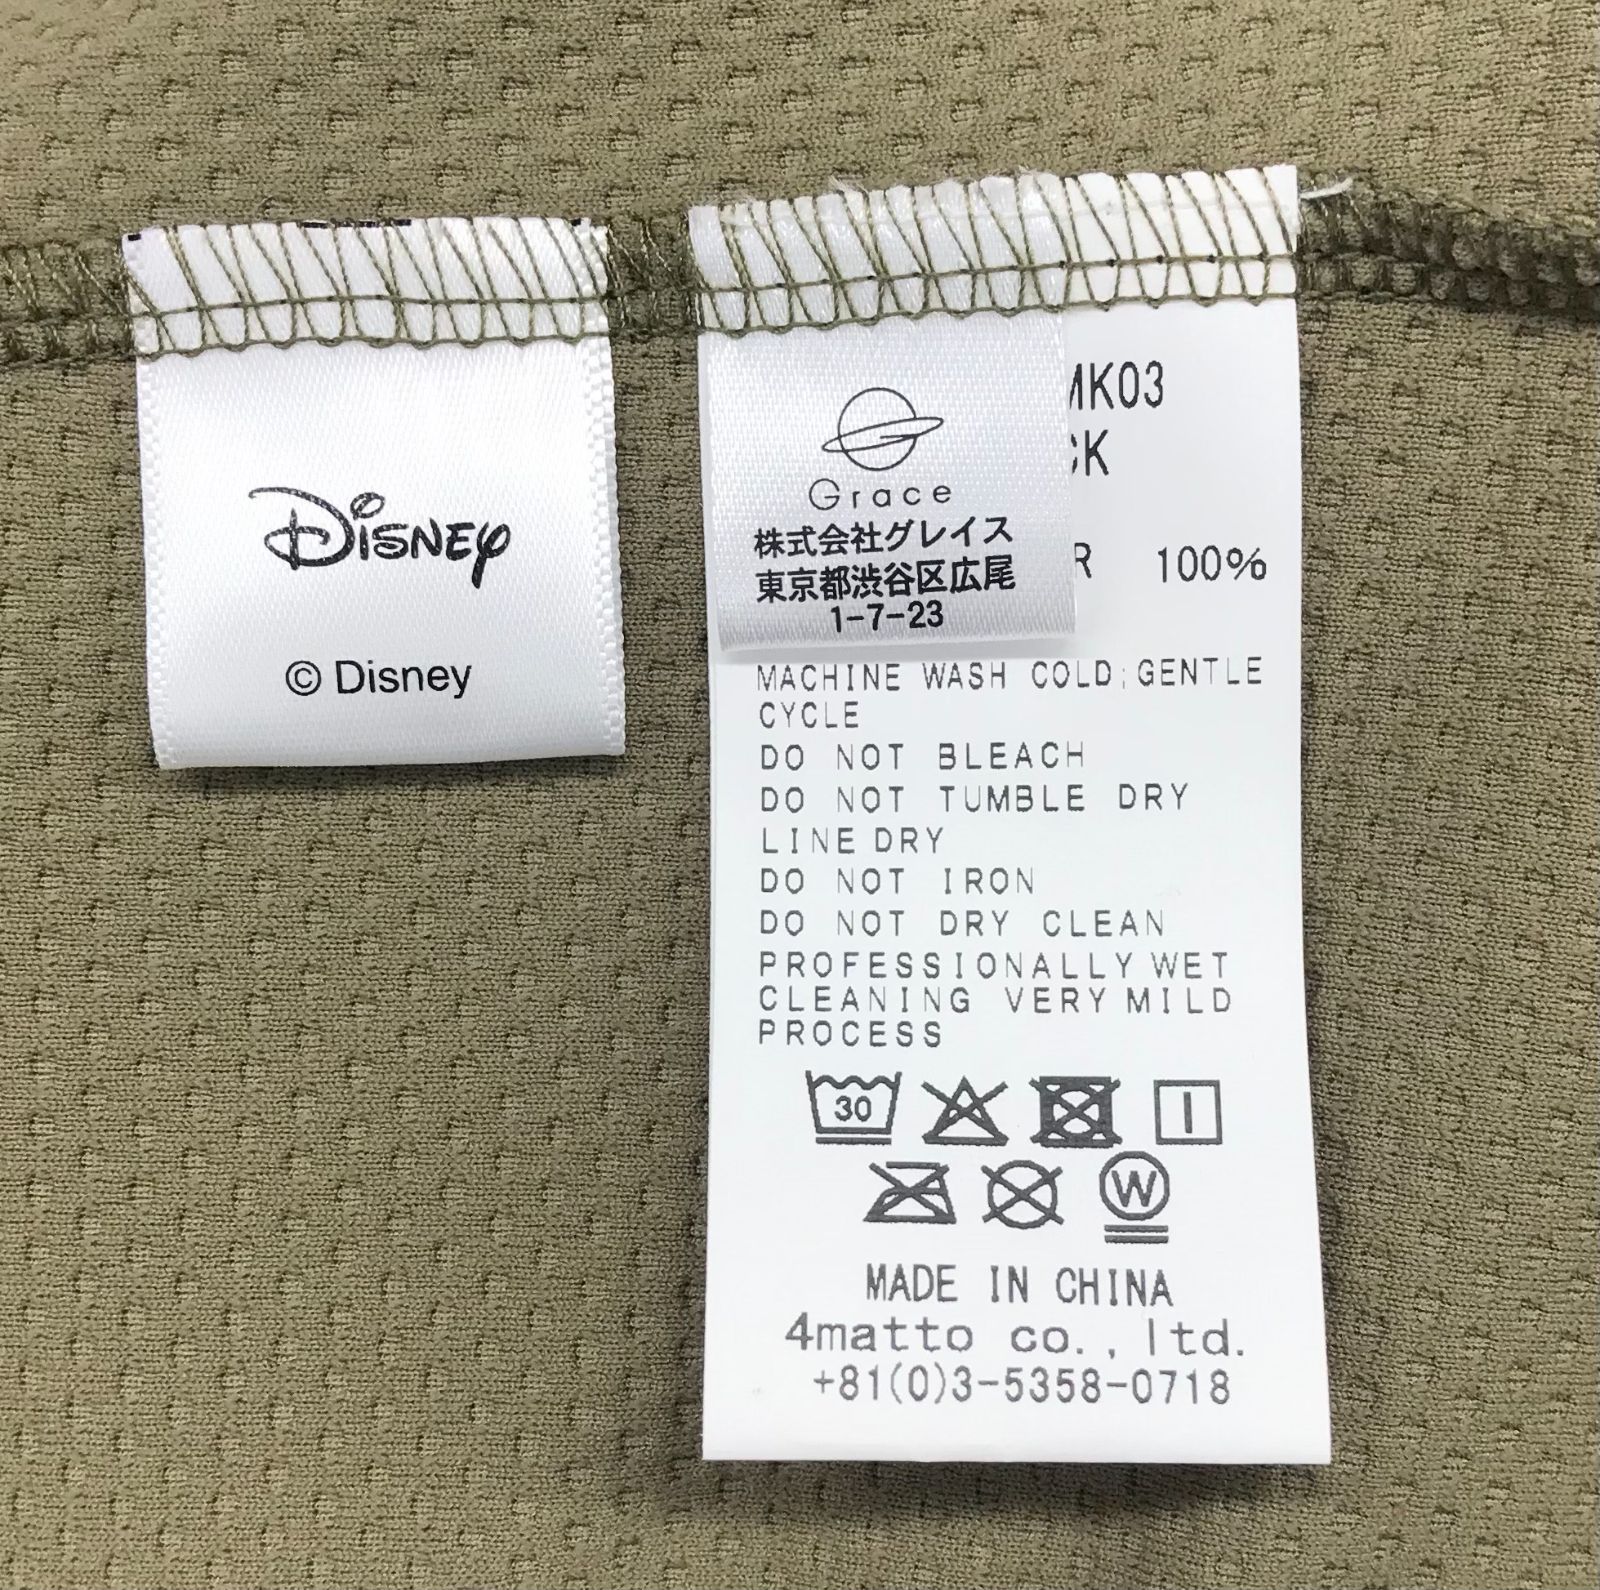 Disney
© Disney
Grace
株式会社グレイス
東京都渋谷区広尾
1-7-23
MK03
CK
R 100%
MACHINE WASH COLD;GENTLE
CYCLE
DO NOT BLEACH
DO NOT TUMBLE DRY
LINE DRY
DO NOT IRON
DO NOT DRY CLEAN
PROFESSIONALLY WET
CLEANING VERY MILD
PROCESS
30
W
MADE IN CHINA
4matto co.,ltd.
+81(0)3-5358-0718